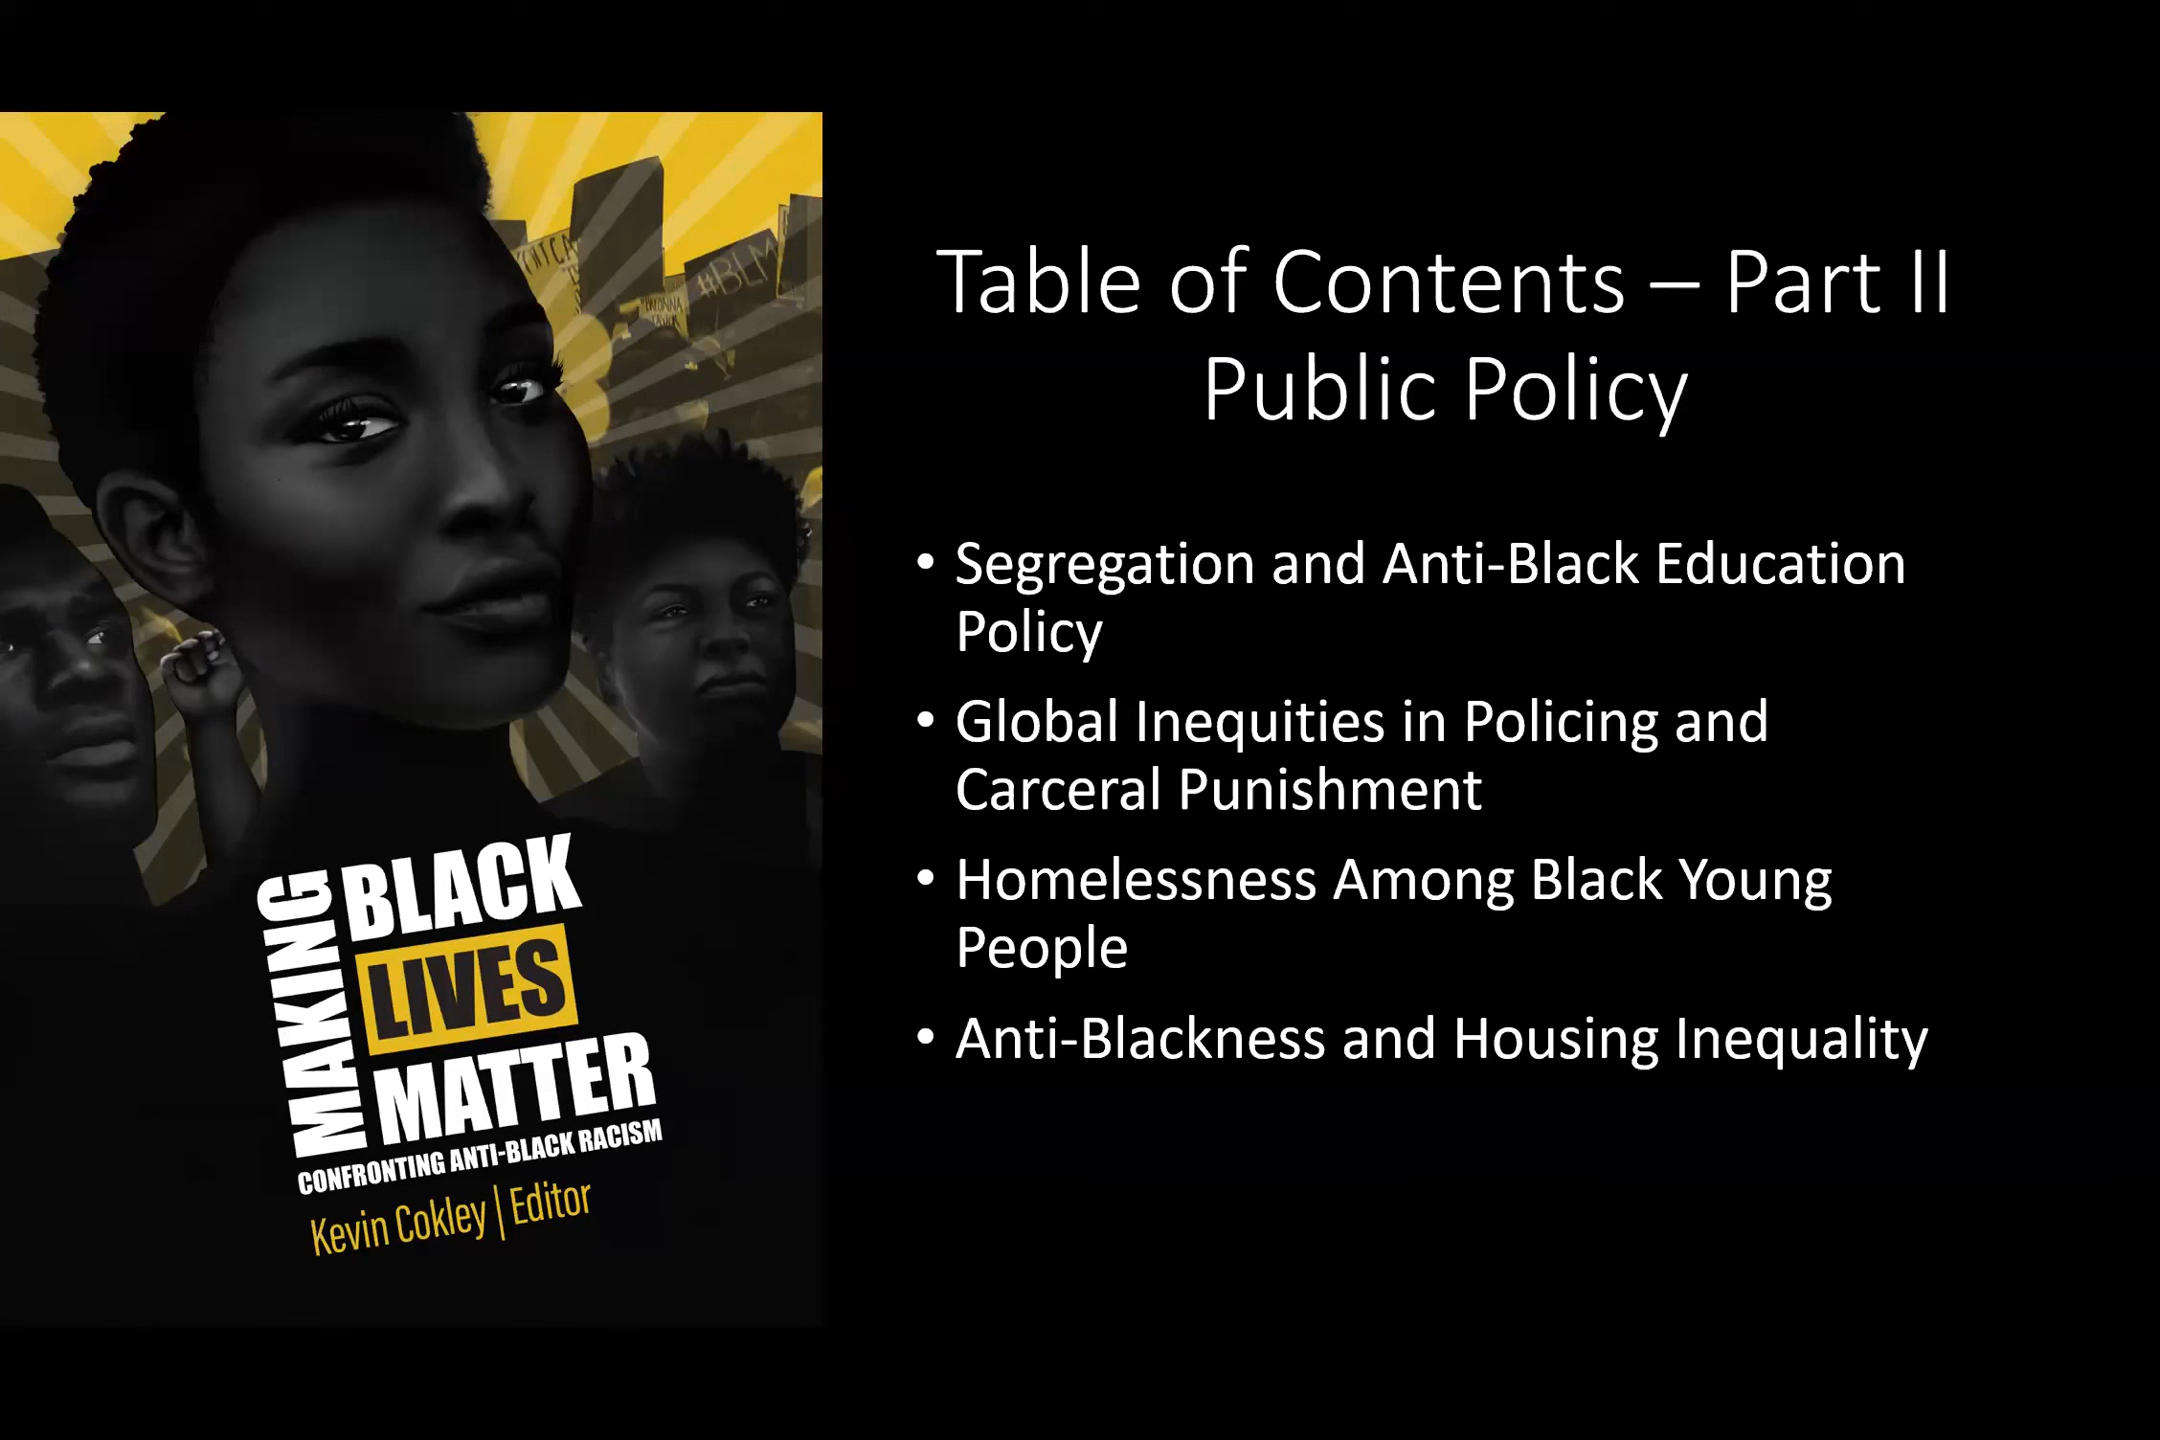 #BLM
Table of Contents – Part II
Public Policy
• Segregation and Anti-Black Education
Policy
• Global Inequities in Policing and
Carceral Punishment
• Homelessness Among Black Young
People
• Anti-Blackness and Housing Inequality
MAKING
BLACK
LIVES
MATTER
CONFRONTING ANTI-BLACK RACISM
Kevin Cokley | Editor